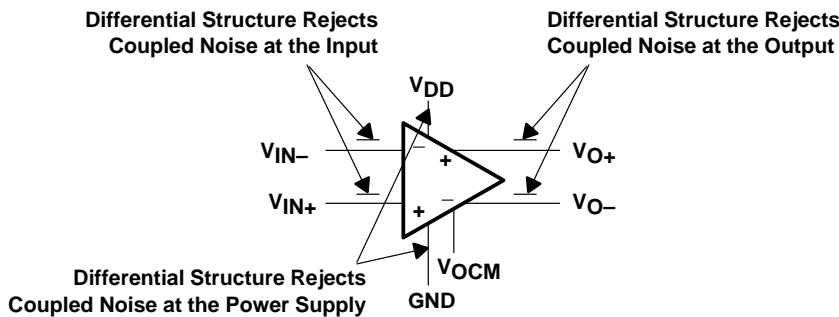 Differential Structure Rejects
Coupled Noise at the Input
Differential Structure Rejects
Coupled Noise at the Output
VDD
VIN–
–
+
VO+
VIN+
+
–
VO–
VOCM
GND
Differential Structure Rejects
Coupled Noise at the Power Supply